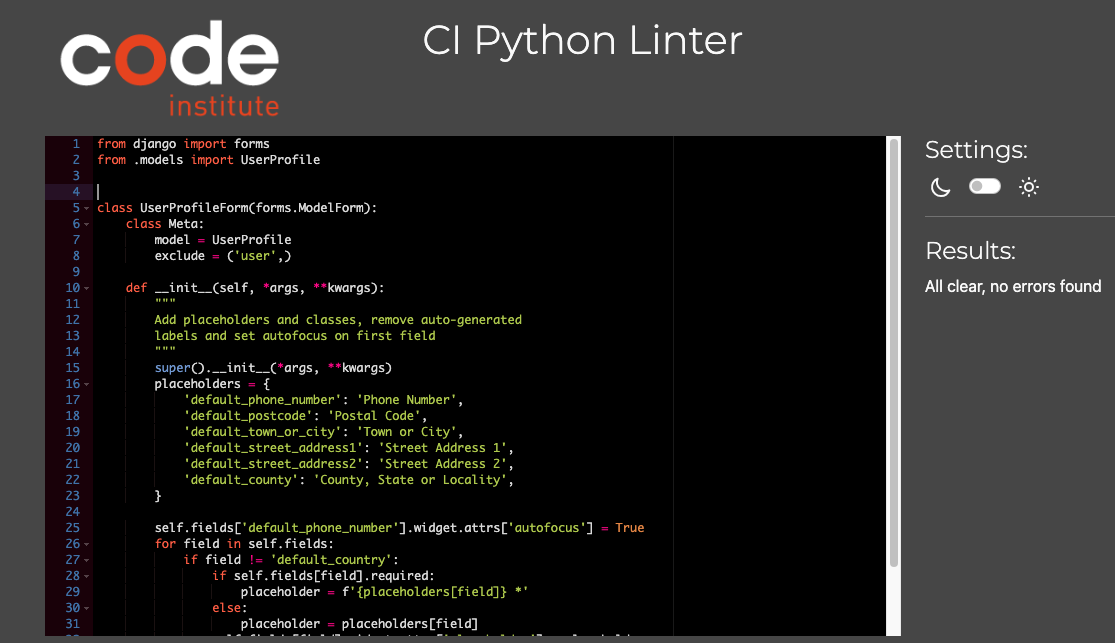 code
institute
CI Python Linter
1 from django import forms
2 from .models import UserProfile
3
4
5 class UserProfileForm(forms.ModelForm):
6     class Meta:
7         model = UserProfile
8         exclude = ('user',)
9
10     def __init__(self, *args, **kwargs):
11         """
12         Add placeholders and classes, remove auto-generated
13         labels and set autofocus on first field
14         """
15         super().__init__(*args, **kwargs)
16         placeholders = {
17             'default_phone_number': 'Phone Number',
18             'default_postcode': 'Postal Code',
19             'default_town_or_city': 'Town or City',
20             'default_street_address1': 'Street Address 1',
21             'default_street_address2': 'Street Address 2',
22             'default_county': 'County, State or Locality',
23         }
24
25         self.fields['default_phone_number'].widget.attrs['autofocus'] = True
26         for field in self.fields:
27             if field != 'default_country':
28                 if self.fields[field].required:
29                     placeholder = f'{placeholders[field]} *'
30                 else:
31                     placeholder = placeholders[field]
Settings:
Results:
All clear, no errors found